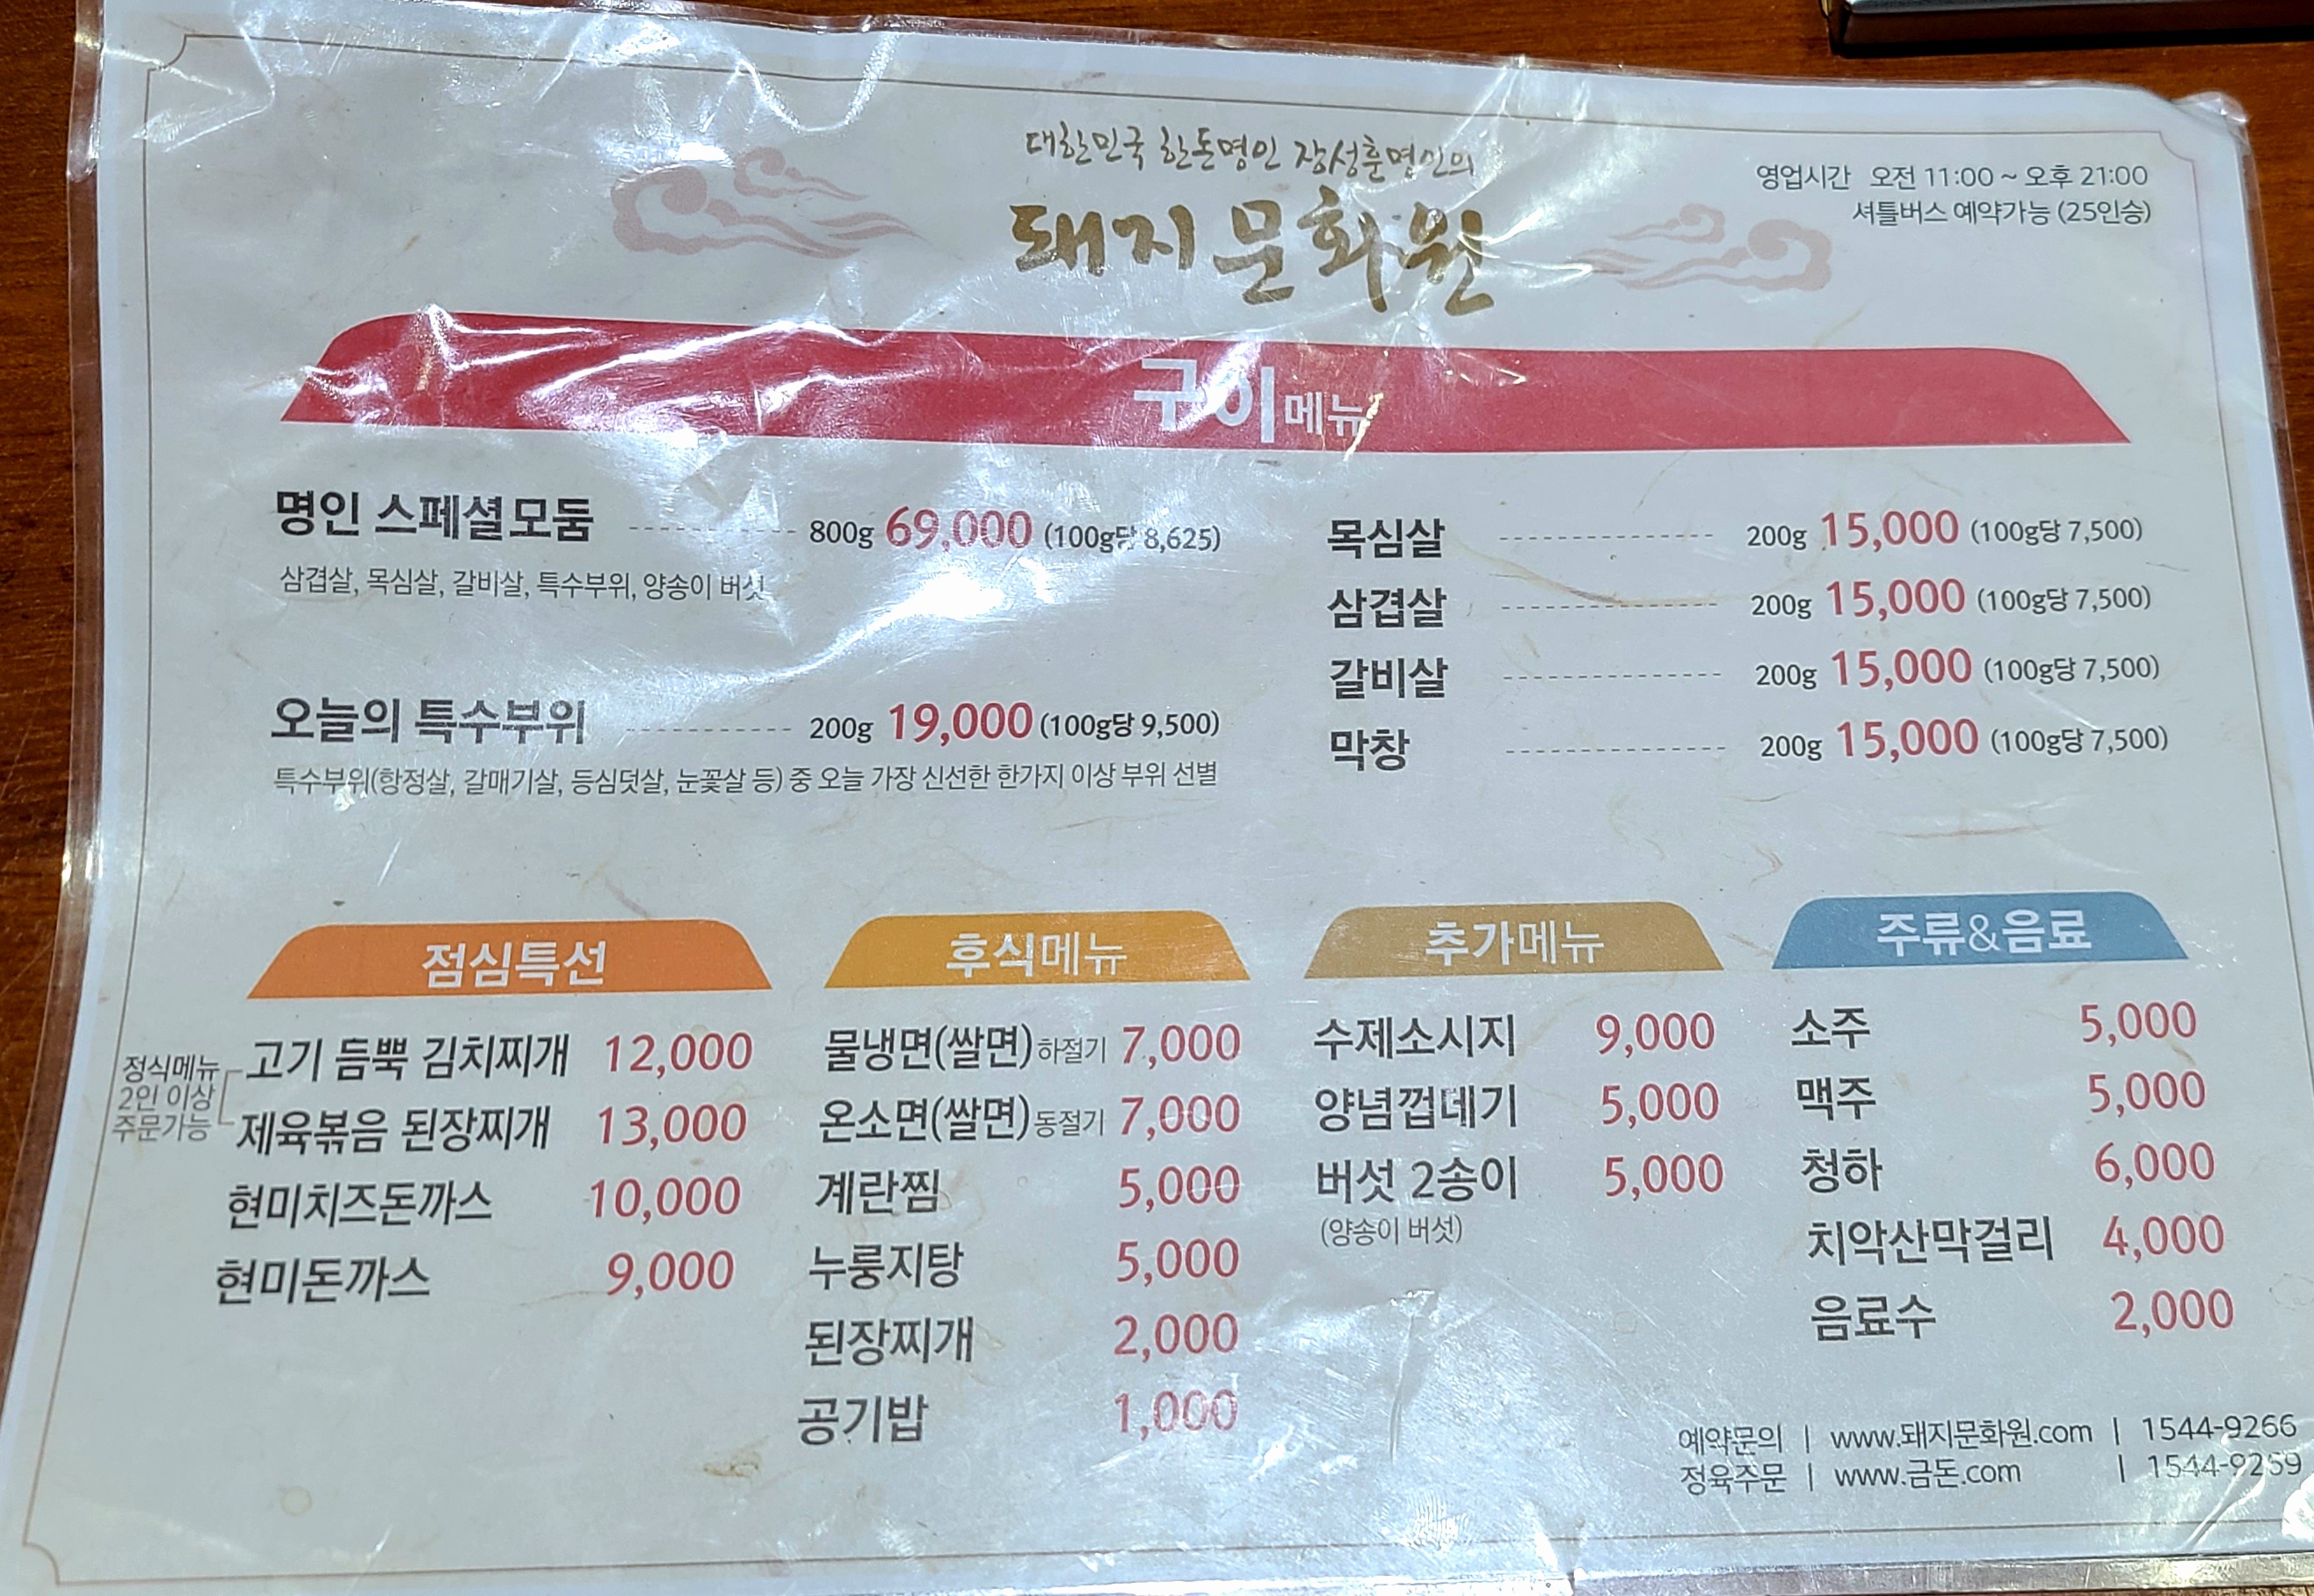 대한민국 한돈명인 장성훈명인의
돼지문화원
영업시간 오전 11:00 ~ 오후 21:00
셔틀버스 예약가능 (25인승)
구이메뉴
명인 스페셜모둠 800g 69,000 (100g당 8,625)
삼겹살, 목심살, 갈비살, 특수부위, 양송이 버섯
오늘의 특수부위 200g 19,000 (100g당 9,500)
특수부위(항정살, 갈매기살, 등심덧살, 눈꽃살 등) 중 오늘 가장 신선한 한가지 이상 부위 선별
목심살 200g 15,000 (100g당 7,500)
삼겹살 200g 15,000 (100g당 7,500)
갈비살 200g 15,000 (100g당 7,500)
막창 200g 15,000 (100g당 7,500)
점심특선
정식메뉴
2인 이상
주문가능
고기 듬뿍 김치찌개 12,000
제육볶음 된장찌개 13,000
현미치즈돈까스 10,000
현미돈까스 9,000
후식메뉴
물냉면(쌀면)하절기 7,000
온소면(쌀면)동절기 7,000
계란찜 5,000
누룽지탕 5,000
된장찌개 2,000
공기밥 1,000
추가메뉴
수제소시지 9,000
양념껍데기 5,000
버섯 2송이 5,000
(양송이 버섯)
주류&음료
소주 5,000
맥주 5,000
청하 6,000
치악산막걸리 4,000
음료수 2,000
예약문의 | www.돼지문화원.com | 1544-9266
정육주문 | www.금돈.com | 1544-9259